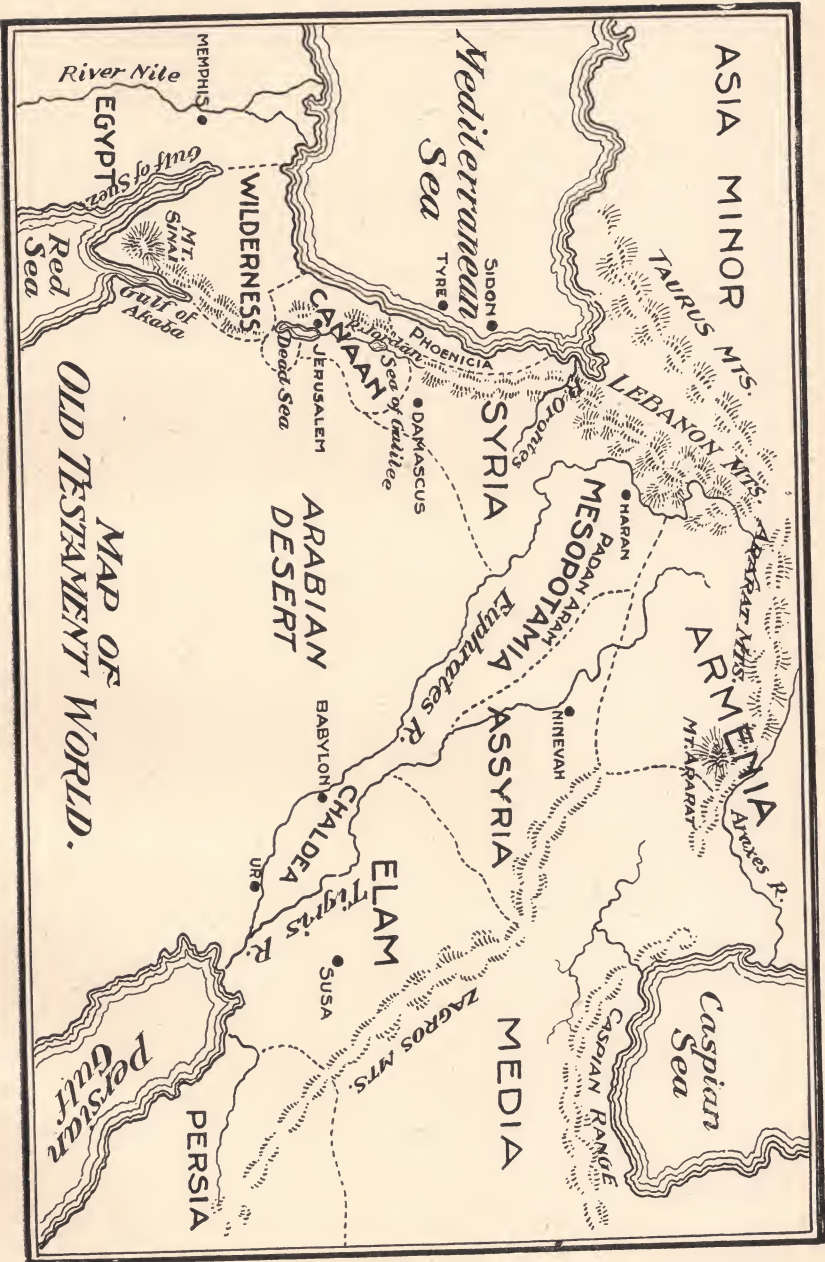 ASIA MINOR
TAURUS MTS.
LEBANON MTS.
ARARAT MTS.
ARMENIA
MT. ARARAT
Araxes R.
Caspian
Sea
CASPIAN RANGE
Mediterranean
Sea
SIDON
TYRE
PHOENICIA
R. Orontes
SYRIA
HARAN
PADAN ARAM
MESOPOTAMIA
NINEVAH
ASSYRIA
MEDIA
ZAGROS MTS.
Euphrates R.
DAMASCUS
CANAAN
R. Jordan
Sea of Galilee
JERUSALEM
Dead Sea
MEMPHIS
River Nile
EGYPT
Gulf of Suez
WILDERNESS
MT.
SINAI
Gulf of
Akaba
Red
Sea
ARABIAN
DESERT
BABYLON
CHALDEA
UR
ELAM
Tigris R.
SUSA
PERSIA
Persian
Gulf
MAP OF
OLD TESTAMENT WORLD.